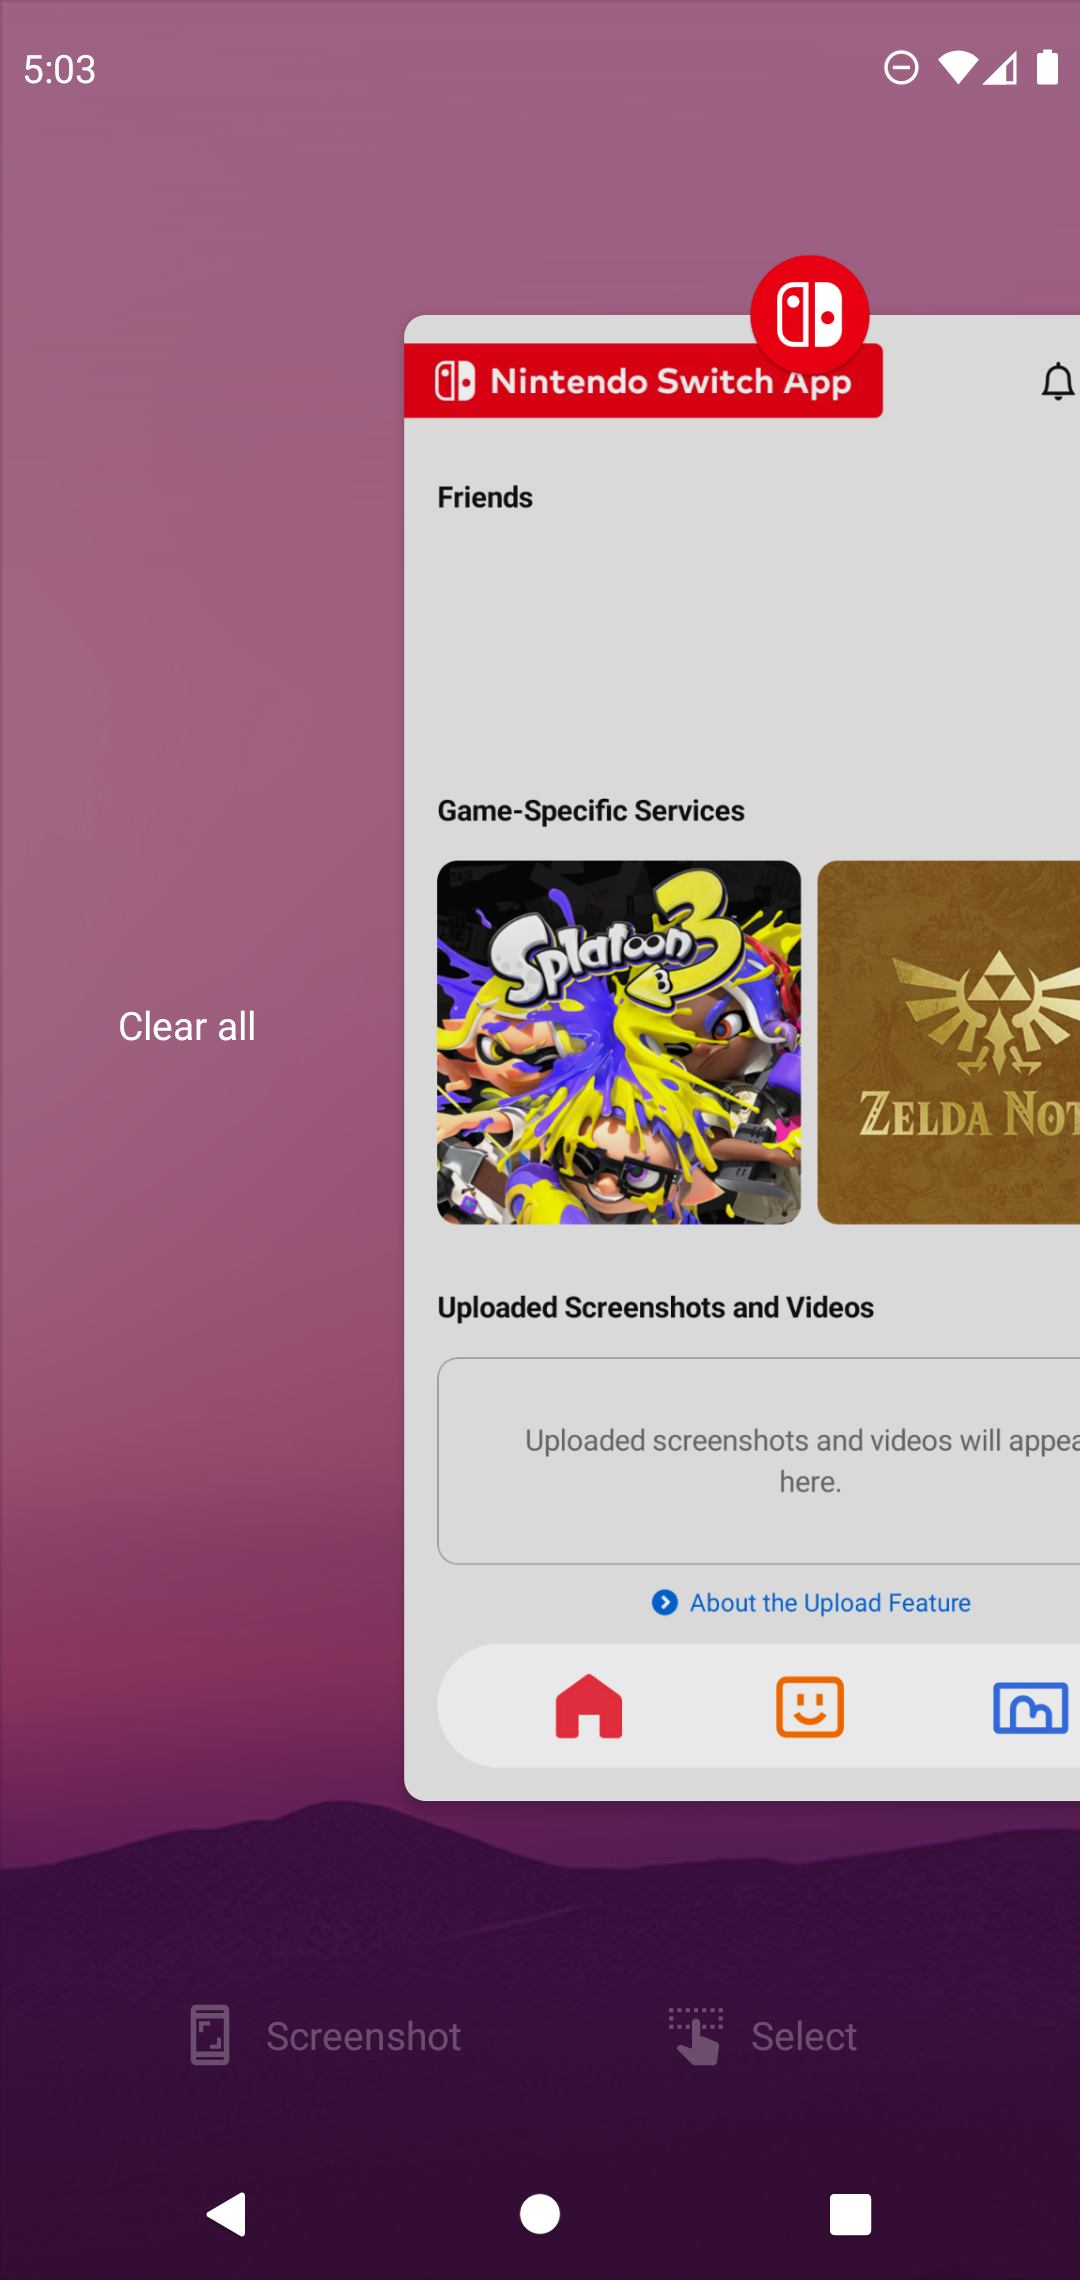 5:03
Nintendo Switch App
Friends
Game-Specific Services
Splatoon 3
ZELDA NOT
Clear all
Uploaded Screenshots and Videos
Uploaded screenshots and videos will appea
here.
About the Upload Feature
Screenshot
Select